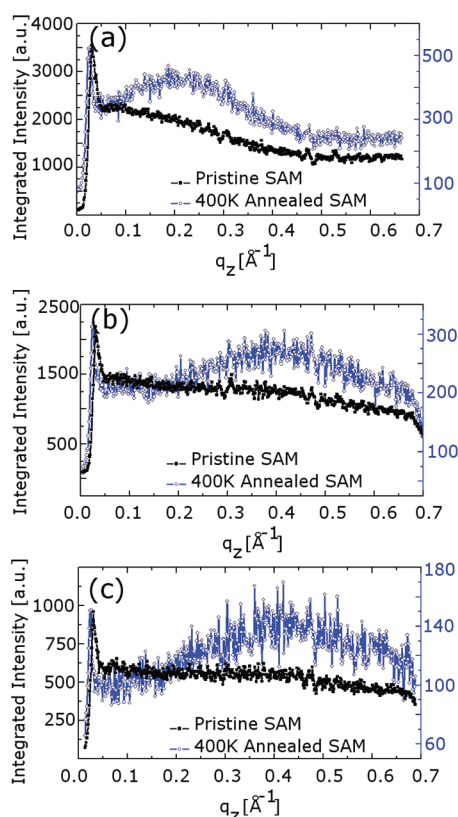 (a)
4000
3000
2000
1000
500
300
100
Integrated Intensity [a.u.]
Pristine SAM
400K Annealed SAM
0.0 0.1 0.2 0.3 0.4 0.5 0.6 0.7
q_z[Å^-1]
(b)
2500
1500
500
300
200
100
Integrated Intensity [a.u.]
Pristine SAM
400K Annealed SAM
0.0 0.1 0.2 0.3 0.4 0.5 0.6 0.7
q_z[Å^-1]
(c)
1000
750
500
250
180
140
100
60
Integrated Intensity [a.u.]
Pristine SAM
400K Annealed SAM
0.0 0.1 0.2 0.3 0.4 0.5 0.6 0.7
q_z[Å^-1]